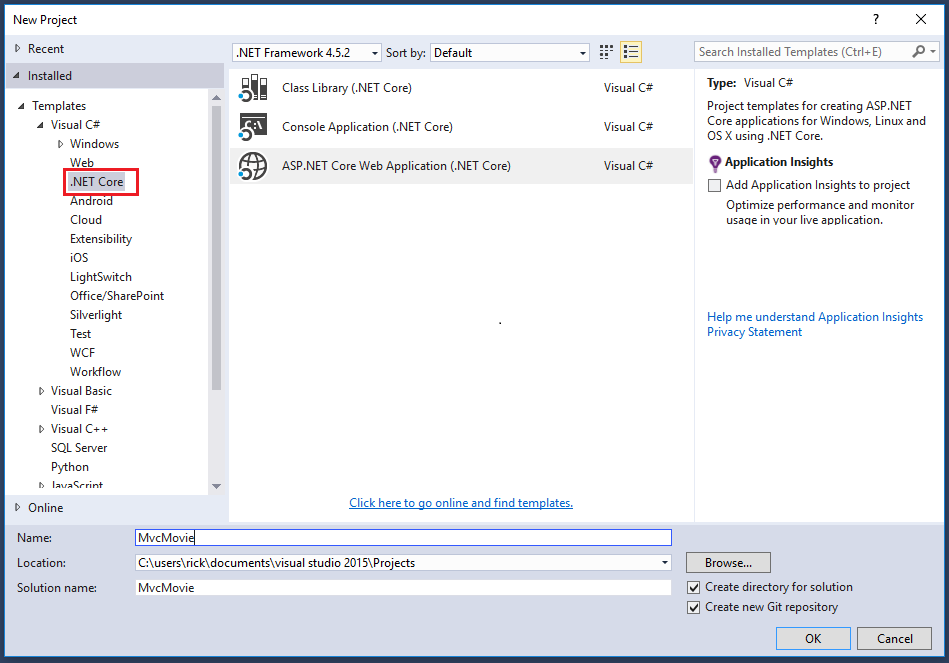 New Project
?
Recent
Installed
Templates
Visual C#
Windows
Web
.NET Core
Android
Cloud
Extensibility
iOS
LightSwitch
Office/SharePoint
Silverlight
Test
WCF
Workflow
Visual Basic
Visual F#
Visual C++
SQL Server
Python
JavaScript
Online
.NET Framework 4.5.2
Sort by:
Default
Class Library (.NET Core)
Visual C#
Console Application (.NET Core)
Visual C#
ASP.NET Core Web Application (.NET Core)
Visual C#
Click here to go online and find templates.
Search Installed Templates (Ctrl+E)
Type: Visual C#
Project templates for creating ASP.NET
Core applications for Windows, Linux and
OS X using .NET Core.
Application Insights
Add Application Insights to project
Optimize performance and monitor
usage in your live application.
Help me understand Application Insights
Privacy Statement
Name:
MvcMovie
Location:
C:\users\rick\documents\visual studio 2015\Projects
Browse...
Solution name:
MvcMovie
Create directory for solution
Create new Git repository
OK
Cancel